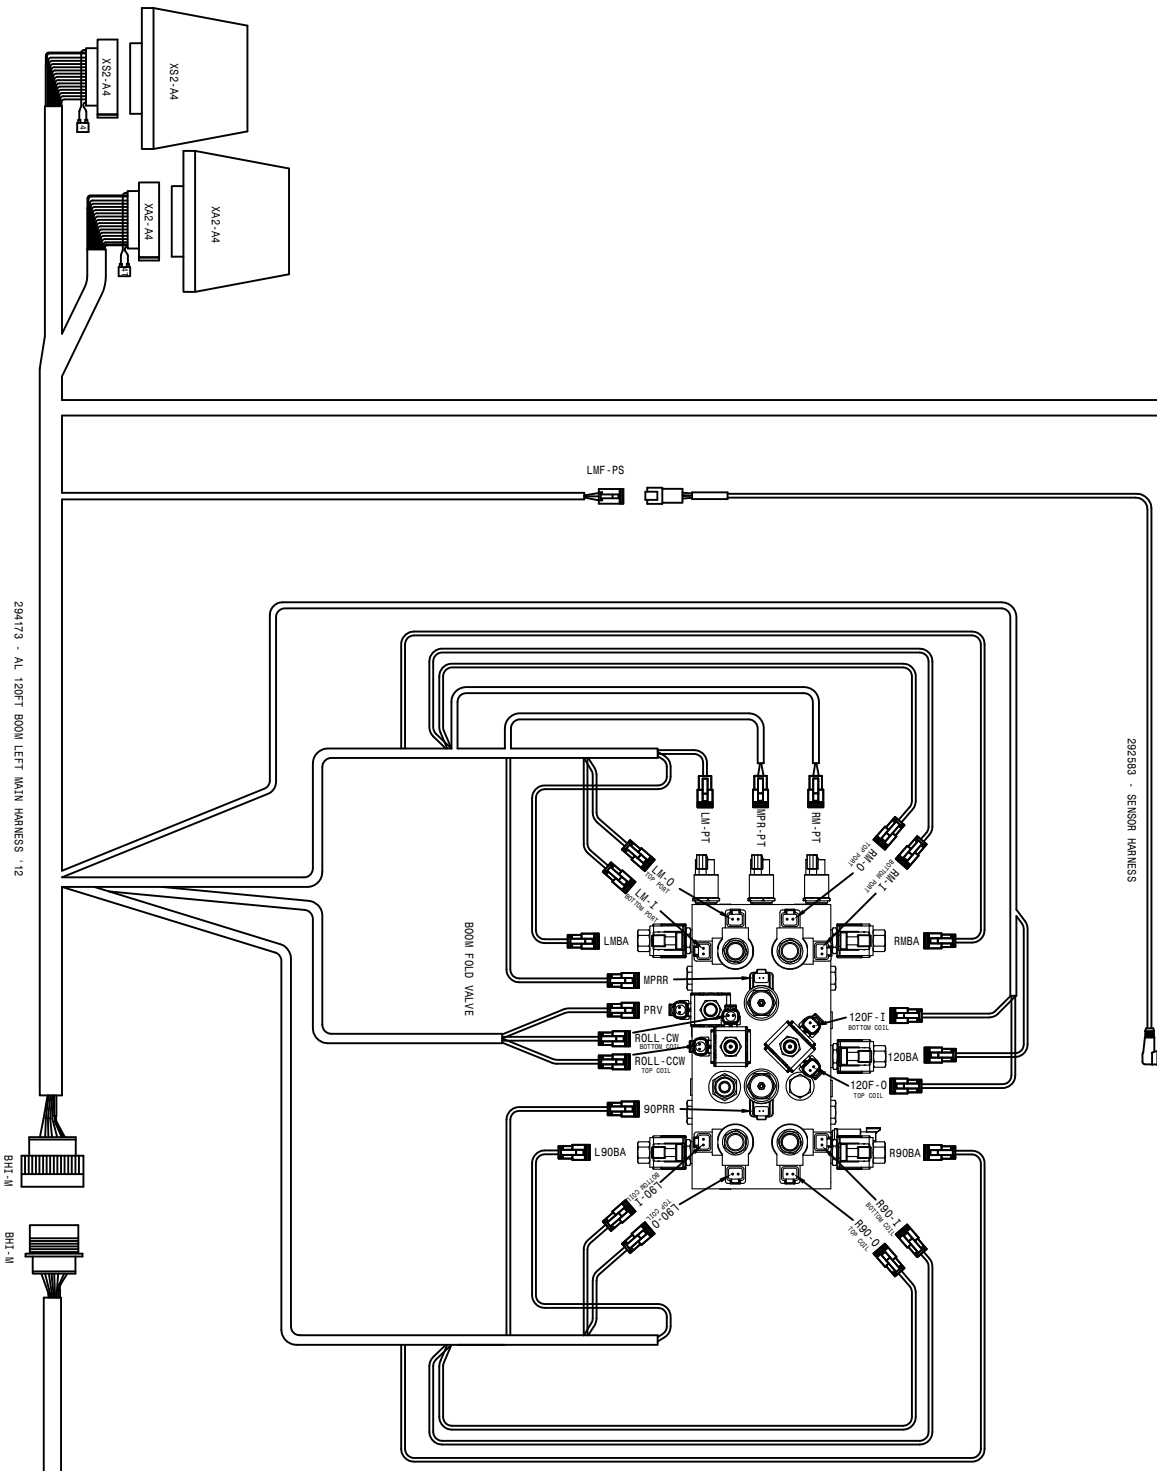 XS2-A4
XS2-A4
4
XA2-A4
XA2-A4
LMF-PS
294173 - AL 120FT BOOM LEFT MAIN HARNESS '12
292583 - SENSOR HARNESS
LM-PT
MPR-PT
RM-PT
RM-O
TOP PORT
RM-I
BOTTOM PORT
LM-O
TOP PORT
LM-I
BOTTOM PORT
LMBA
RMBA
BOOM FOLD VALVE
MPRR
PRV
120F-I
BOTTOM COIL
ROLL-CW
BOTTOM COIL
120BA
ROLL-CCW
TOP COIL
120F-O
TOP COIL
90PRR
L90BA
R90BA
L90-I
BOTTOM COIL
L90-O
TOP COIL
R90-I
BOTTOM COIL
R90-O
TOP COIL
BHI-M
BHI-M